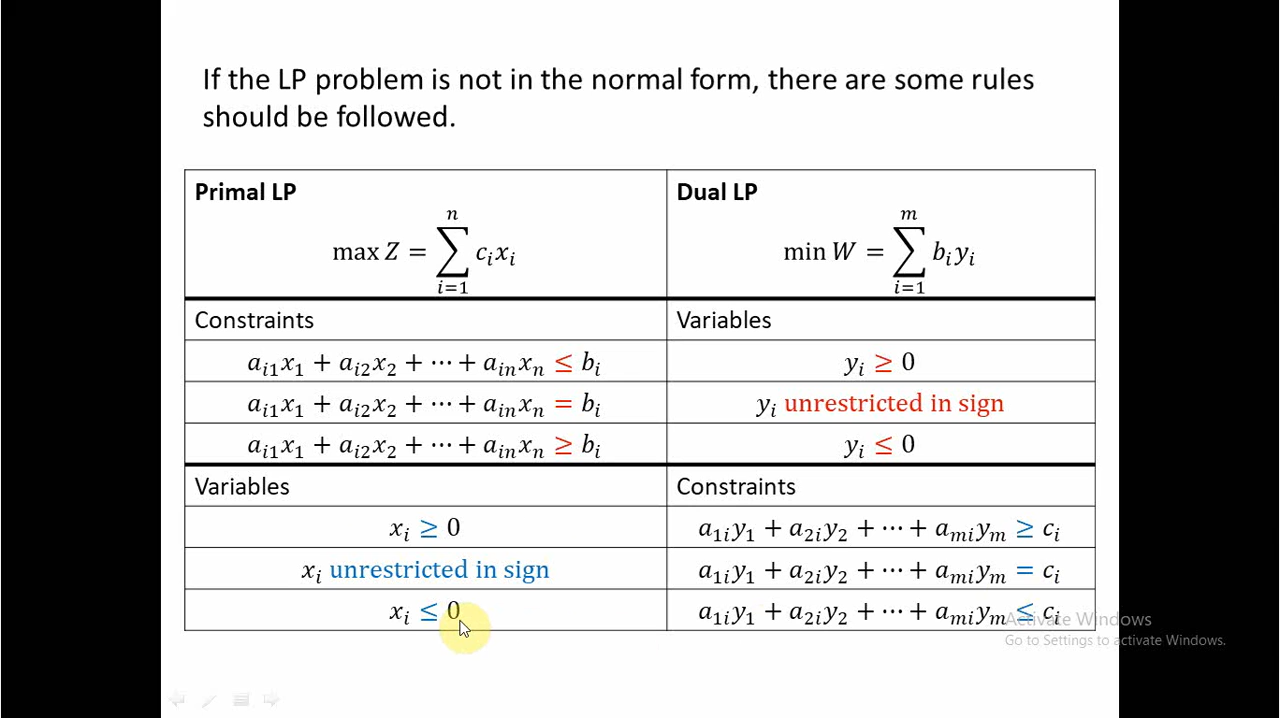 If the LP problem is not in the normal form, there are some rules
should be followed.
Primal LP
max Z = ∑_{i=1}^{n} c_i x_i
Dual LP
min W = ∑_{i=1}^{m} b_i y_i
Constraints
Variables
a_{i1}x_1 + a_{i2}x_2 + ⋯ + a_{in}x_n ≤ b_i
y_i ≥ 0
a_{i1}x_1 + a_{i2}x_2 + ⋯ + a_{in}x_n = b_i
y_i unrestricted in sign
a_{i1}x_1 + a_{i2}x_2 + ⋯ + a_{in}x_n ≥ b_i
y_i ≤ 0
Variables
Constraints
x_i ≥ 0
a_{1i}y_1 + a_{2i}y_2 + ⋯ + a_{mi}y_m ≥ c_i
x_i unrestricted in sign
a_{1i}y_1 + a_{2i}y_2 + ⋯ + a_{mi}y_m = c_i
x_i ≤ 0
a_{1i}y_1 + a_{2i}y_2 + ⋯ + a_{mi}y_m ≤ c_i
Activate Windows
Go to Settings to activate Windows.